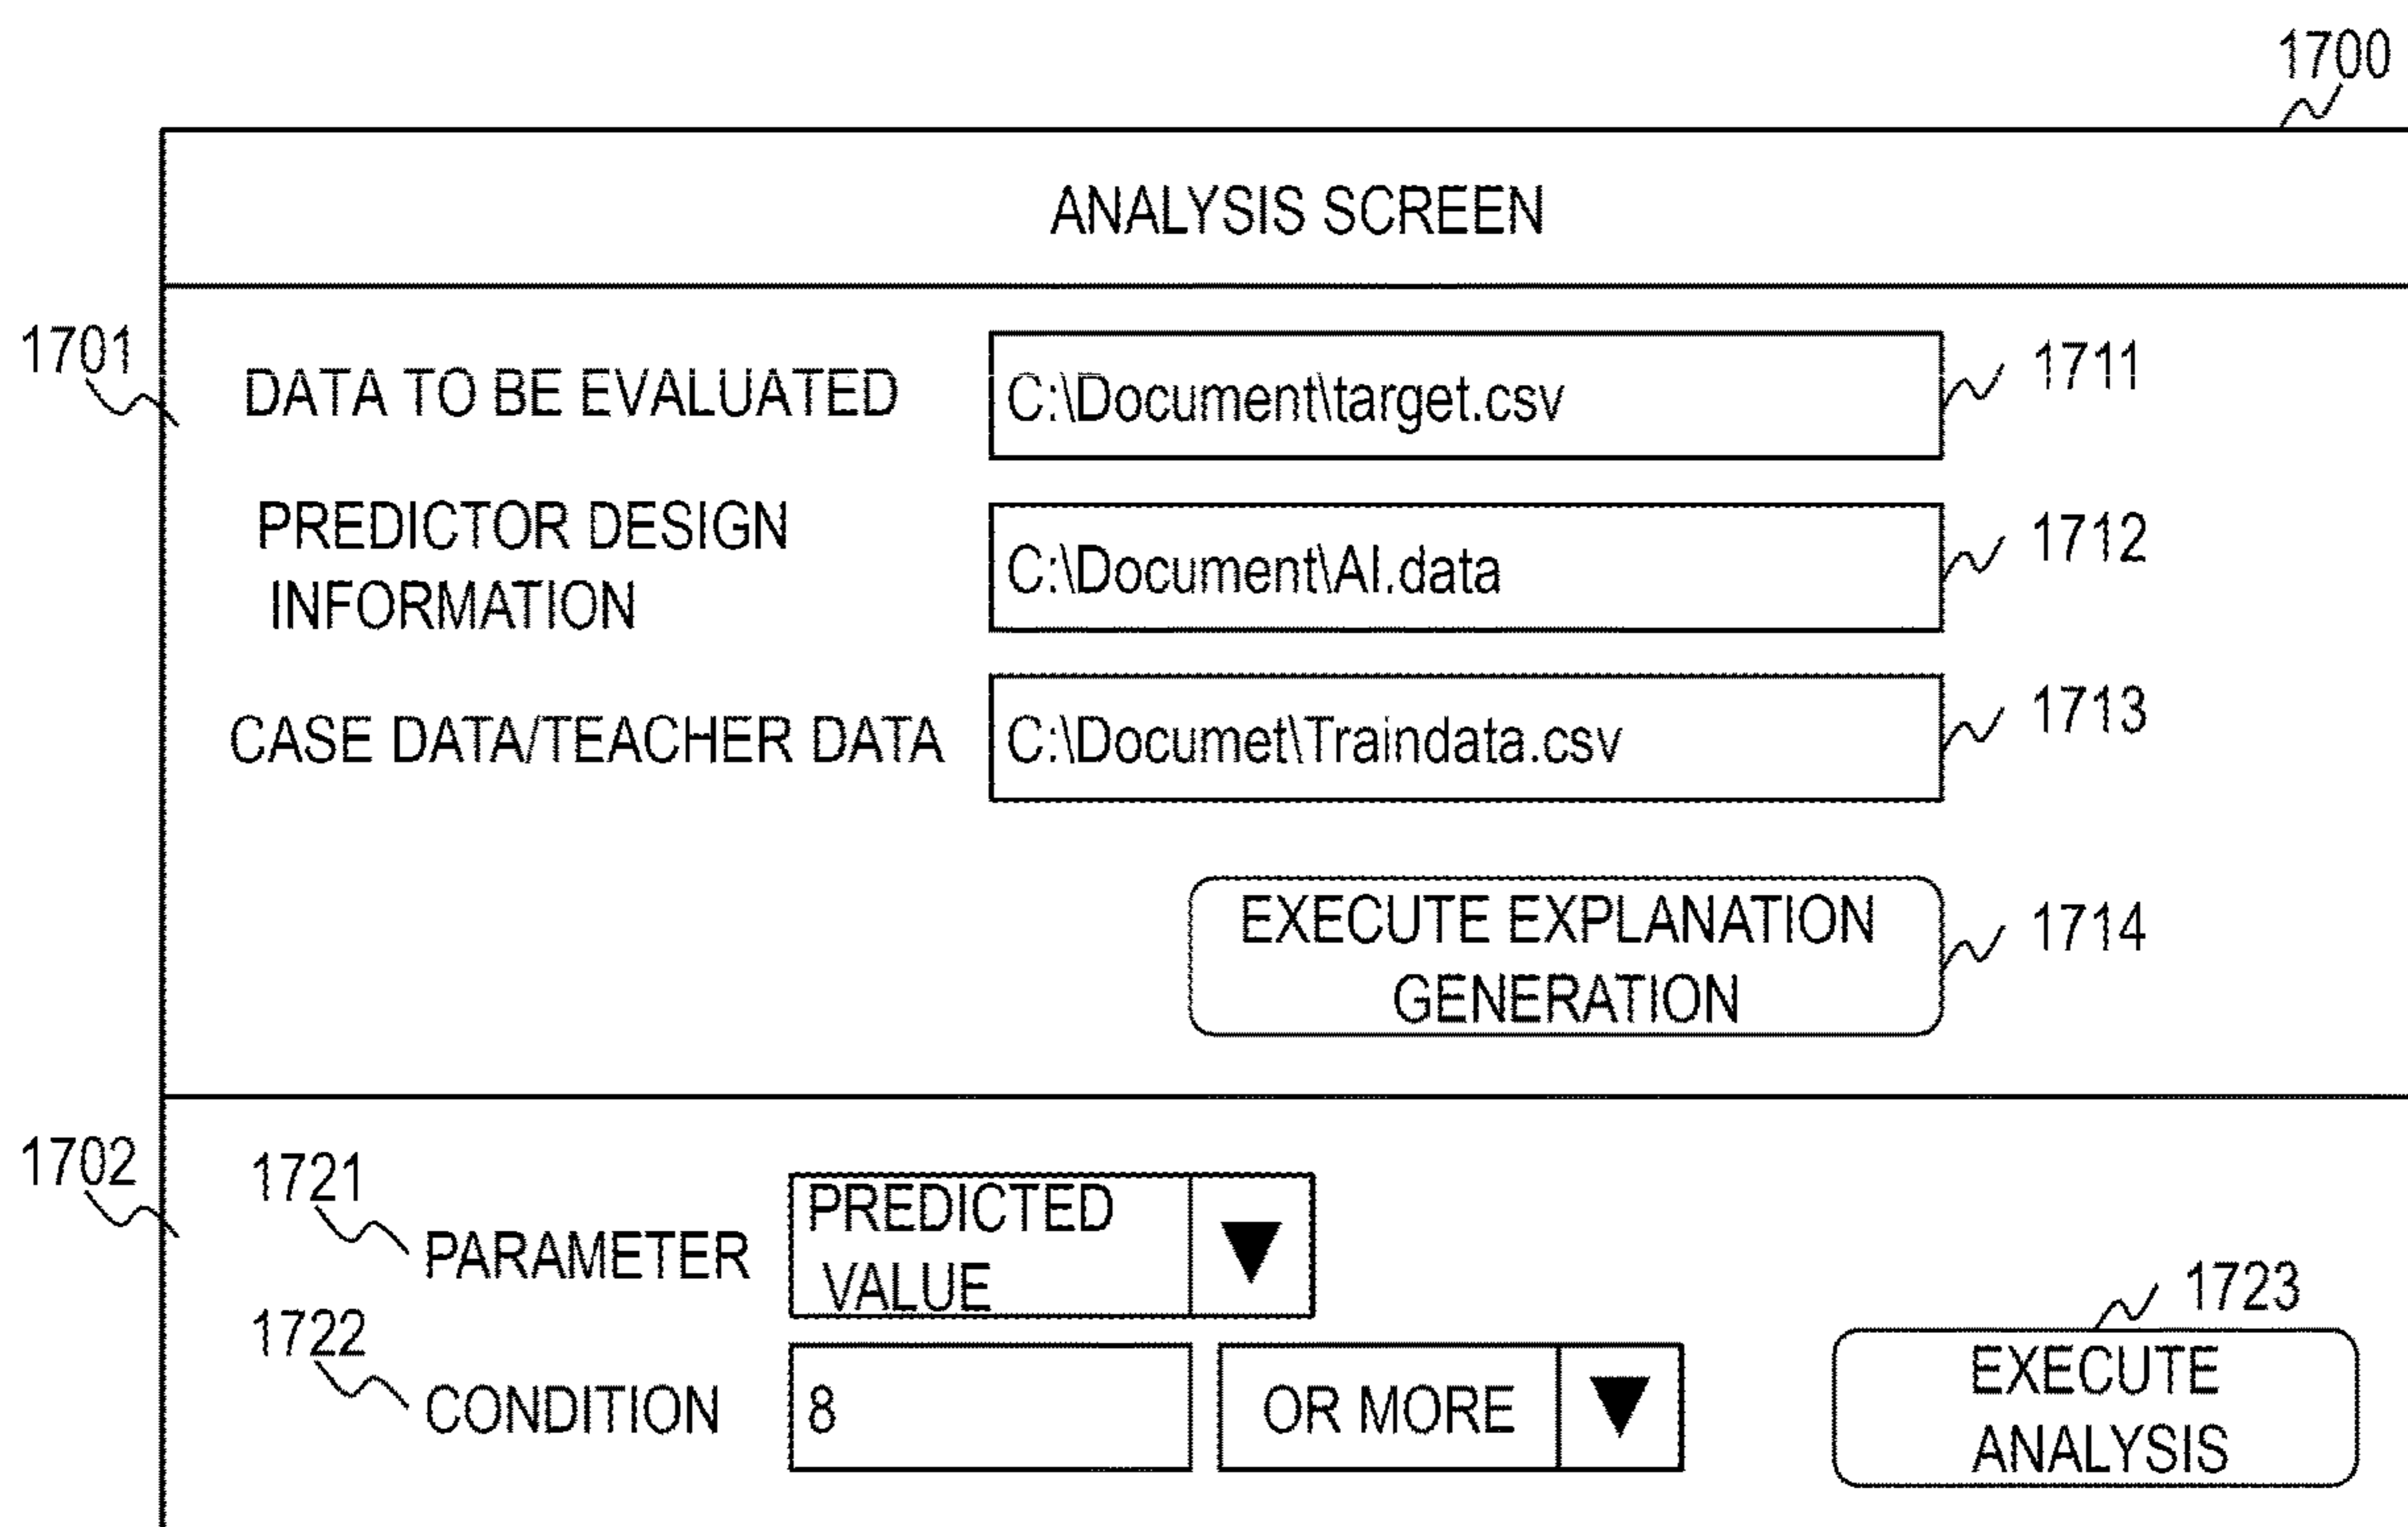 1700
ANALYSIS SCREEN
1701
DATA TO BE EVALUATED
C:\Document\target.csv
1711
PREDICTOR DESIGN
INFORMATION
C:\Document\AI.data
1712
CASE DATA/TEACHER DATA
C:\Documet\Traindata.csv
1713
EXECUTE EXPLANATION
GENERATION
1714
1702
1721
PARAMETER
PREDICTED
VALUE
1722
CONDITION
8
OR MORE
1723
EXECUTE
ANALYSIS